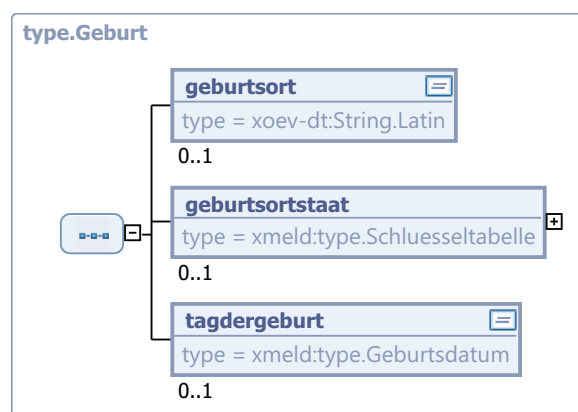 type.Geburt
geburtsort
type = xoev-dt:String.Latin
0..1
geburtsortstaat
type = xmeld:type.Schluesseltabelle
0..1
tagdergeburt
type = xmeld:type.Geburtsdatum
0..1